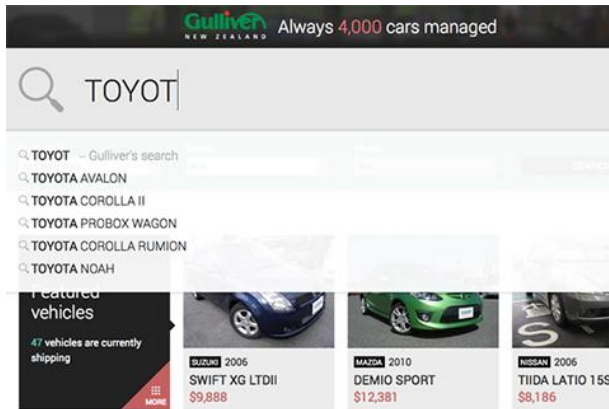 Gulliver
NEW ZEALAND
Always 4,000 cars managed
TOYOT
TOYOT – Gulliver's search
TOYOTA AVALON
TOYOTA COROLLA II
TOYOTA PROBOX WAGON
TOYOTA COROLLA RUMION
TOYOTA NOAH
Featured
vehicles
47 vehicles are currently
shipping
MORE
SUZUKI 2006
SWIFT XG LTDII
$9,888
MAZDA 2010
DEMIO SPORT
$12,381
NISSAN 2006
TIIDA LATIO 15S
$8,186